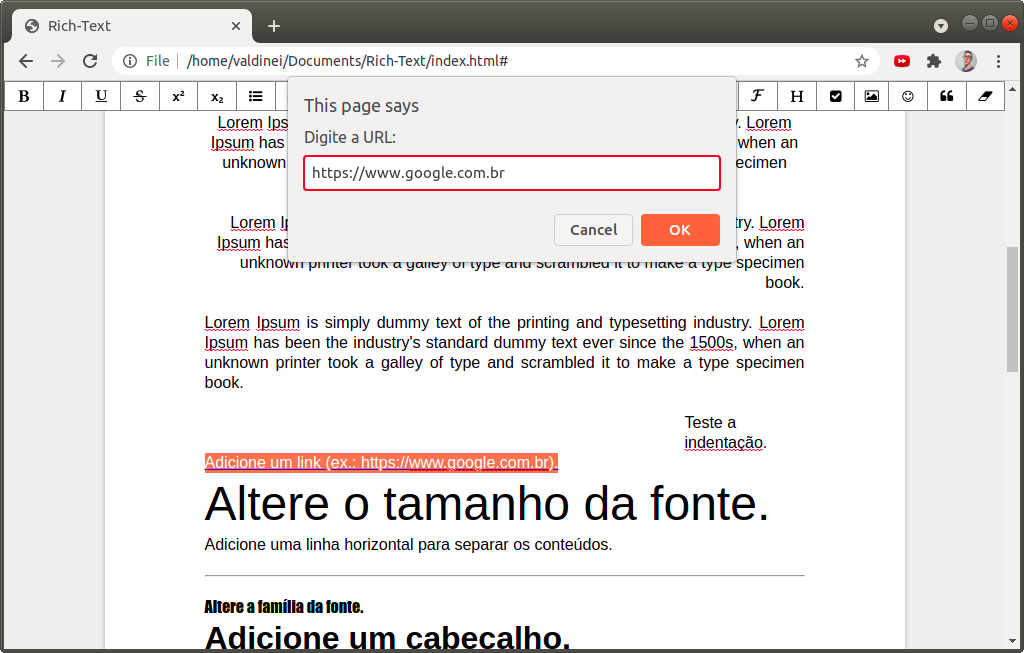 Rich-Text
File
/home/valdinei/Documents/Rich-Text/index.html#
B I U S x² x₂ F H
This page says
Digite a URL:
https://www.google.com.br
Cancel OK
Lorem Ips . Lorem
Ipsum has when an
unknown ecimen
Lorem I try. Lorem
Ipsum has , when an
unknown printer took a galley of type and scrambled it to make a type specimen
book.
Lorem Ipsum is simply dummy text of the printing and typesetting industry. Lorem
Ipsum has been the industry's standard dummy text ever since the 1500s, when an
unknown printer took a galley of type and scrambled it to make a type specimen
book.
Teste a
indentação.
Adicione um link (ex.: https://www.google.com.br).
Altere o tamanho da fonte.
Adicione uma linha horizontal para separar os conteúdos.
Altere a família da fonte.
Adicione um cabeçalho.